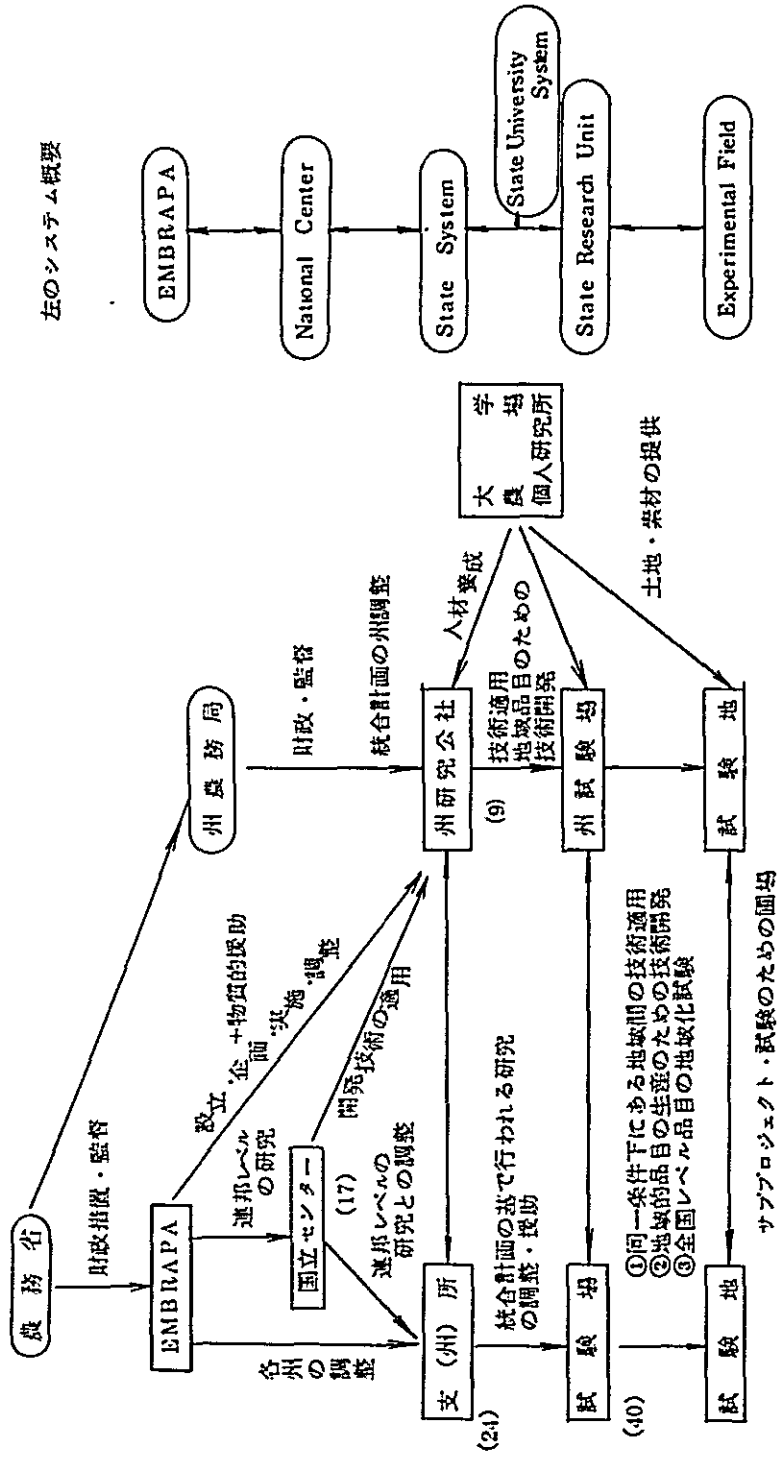 農務省
財政措置・監督
EMBRAPA
各州の調整
連邦レベル
の研究
国立センター
(17)
設立・企画・実施・調整
+物質的援助
開発技術の適用
連邦レベルの
研究との調整
州農務局
財政・監督
統合計画の州調整
支(州)所
(24)
統合計画の基で行われる研究
の調整・援助
州研究公社
(9)
人材養成
技術適用
地域品目のための
技術開発
大学
農場
個人研究所
土地・素材の提供
試験場
(40)
①同一条件下にある地域間の技術適用
②地域的品目の生産のための技術開発
③全国レベル品目の地域化試験
州試験場
試験地
サブプロジェクト・試験のための圃場
試験地
左のシステム概要
EMBRAPA
National Center
State System
State University
System
State Research Unit
Experimental Field